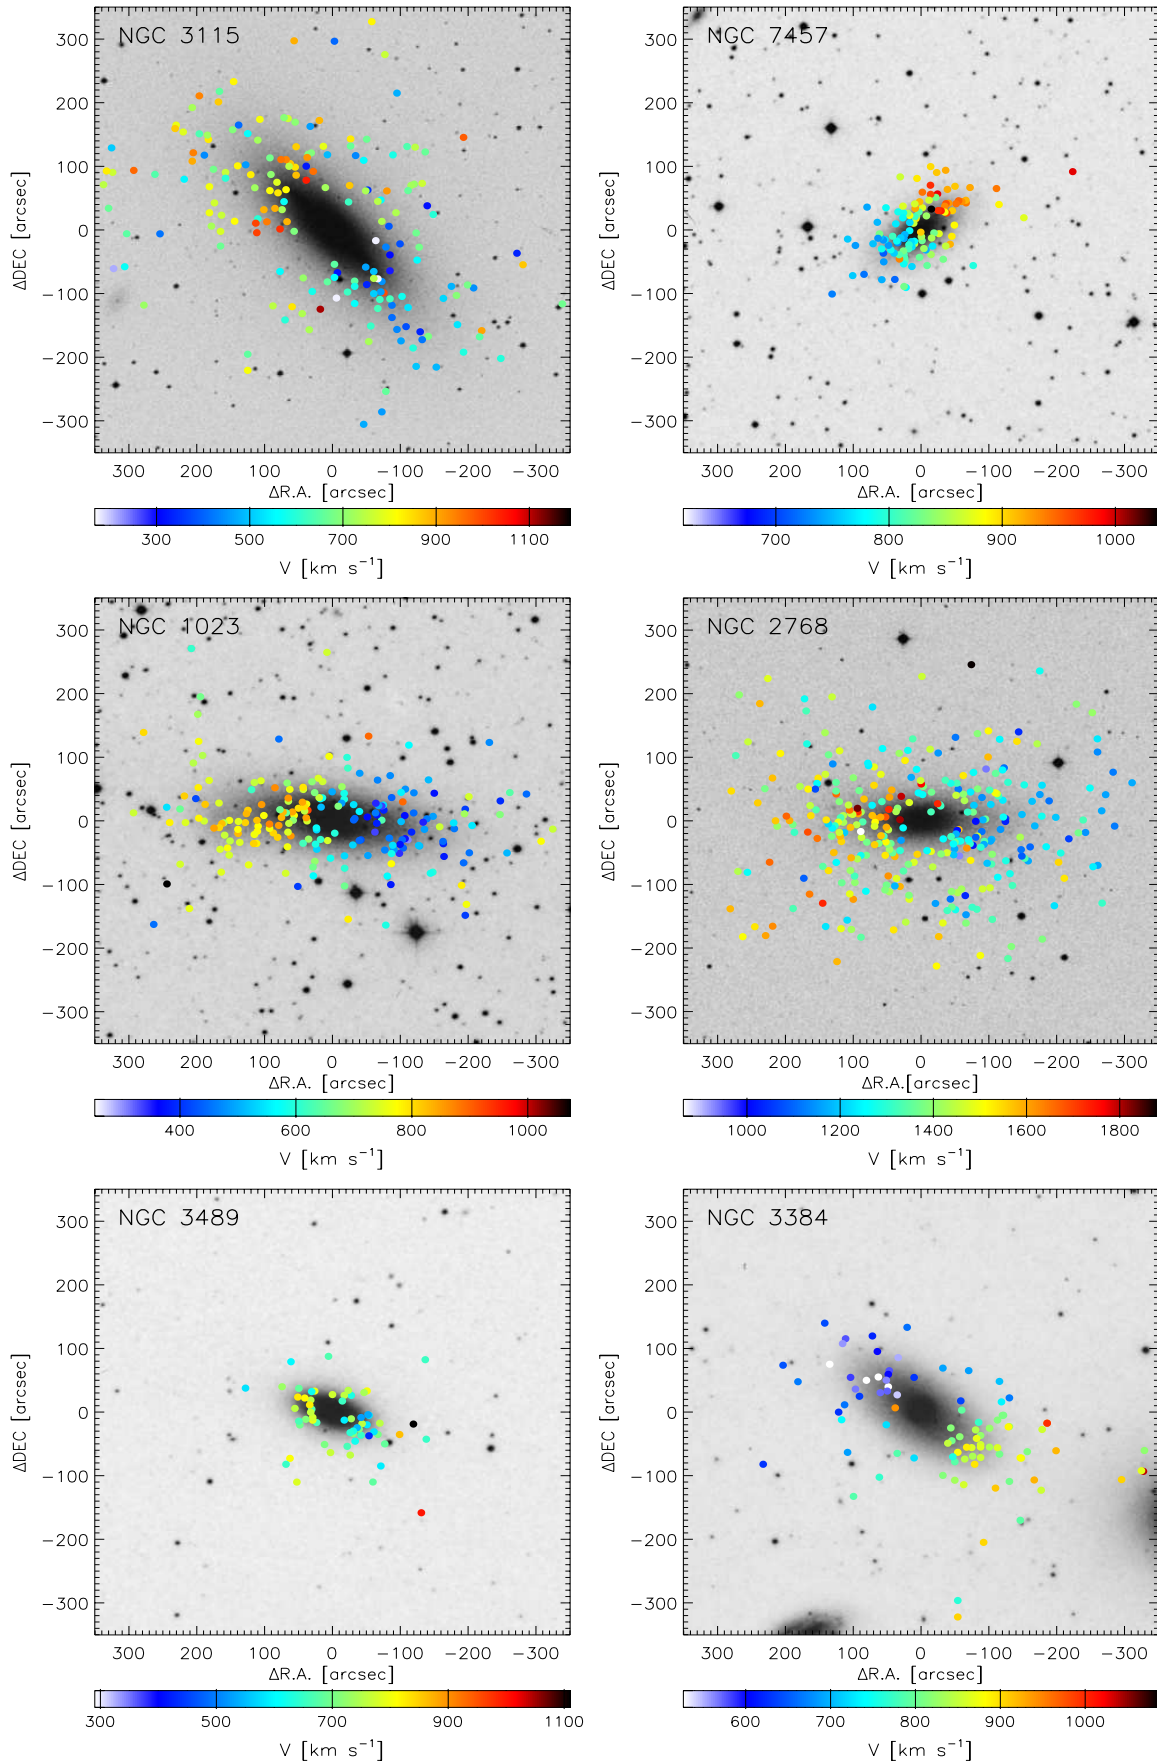 NGC 3115
300
200
100
0
−100
−200
−300
ΔDEC [arcsec]
300 200 100 0 −100 −200 −300
ΔR.A. [arcsec]
300 500 700 900 1100
V [km s⁻¹]
NGC 7457
300
200
100
0
−100
−200
−300
ΔDEC [arcsec]
300 200 100 0 −100 −200 −300
ΔR.A. [arcsec]
700 800 900 1000
V [km s⁻¹]
NGC 1023
300
200
100
0
−100
−200
−300
ΔDEC [arcsec]
300 200 100 0 −100 −200 −300
ΔR.A. [arcsec]
400 600 800 1000
V [km s⁻¹]
NGC 2768
300
200
100
0
−100
−200
−300
ΔDEC [arcsec]
300 200 100 0 −100 −200 −300
ΔR.A.[arcsec]
1000 1200 1400 1600 1800
V [km s⁻¹]
NGC 3489
300
200
100
0
−100
−200
−300
ΔDEC [arcsec]
300 200 100 0 −100 −200 −300
ΔR.A. [arcsec]
300 500 700 900 1100
V [km s⁻¹]
NGC 3384
300
200
100
0
−100
−200
−300
ΔDEC [arcsec]
300 200 100 0 −100 −200 −300
ΔR.A. [arcsec]
600 700 800 900 1000
V [km s⁻¹]